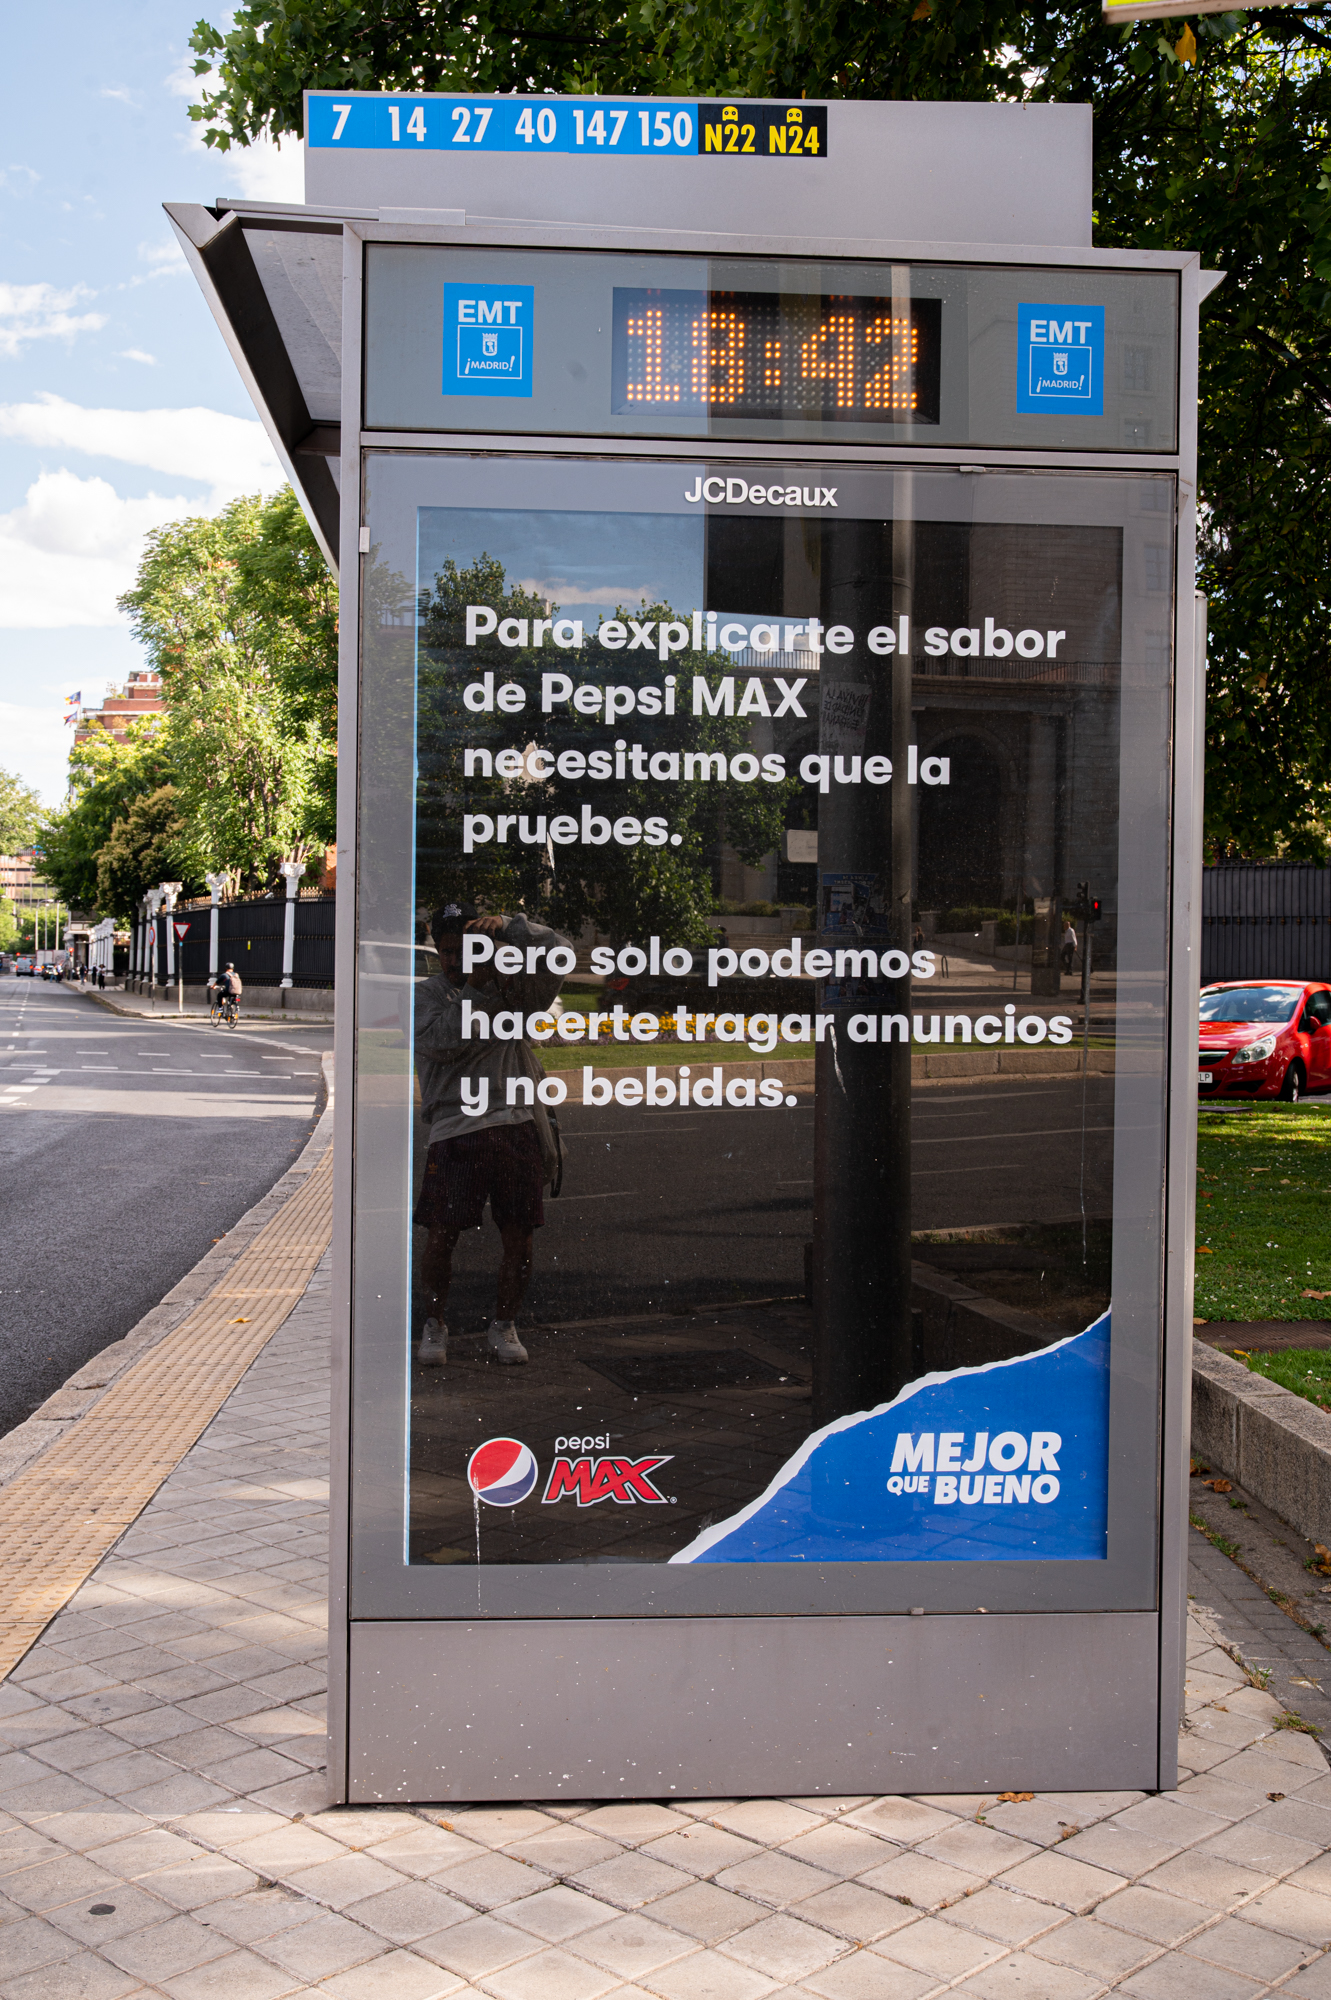 7 14 27 40 147 150 N22 N24
EMT
¡MADRID!
18:42
EMT
¡MADRID!
JCDecaux
Para explicarte el sabor
de Pepsi MAX
necesitamos que la
pruebes.
Pero solo podemos
hacerte tragar anuncios
y no bebidas.
pepsi
MAX
MEJOR
QUE BUENO